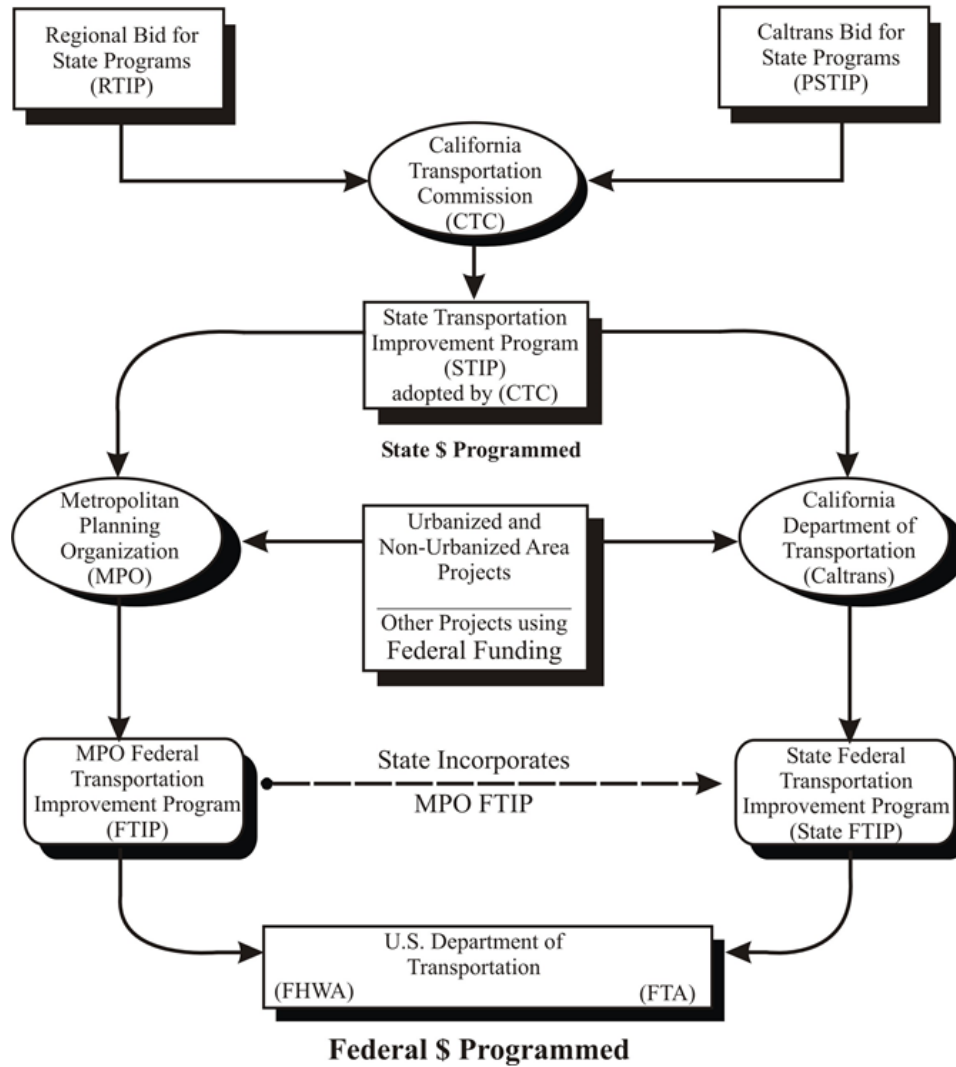 Regional Bid for
State Programs
(RTIP)
Caltrans Bid for
State Programs
(PSTIP)
California
Transportation
Commission
(CTC)
State Transportation
Improvement Program
(STIP)
adopted by (CTC)
State $ Programmed
Metropolitan
Planning
Organization
(MPO)
Urbanized and
Non-Urbanized Area
Projects
Other Projects using
Federal Funding
California
Department of
Transportation
(Caltrans)
MPO Federal
Transportation
Improvement Program
(FTIP)
State Incorporates
MPO FTIP
State Federal
Transportation
Improvement Program
(State FTIP)
U.S. Department of
Transportation
(FHWA)
(FTA)
Federal $ Programmed